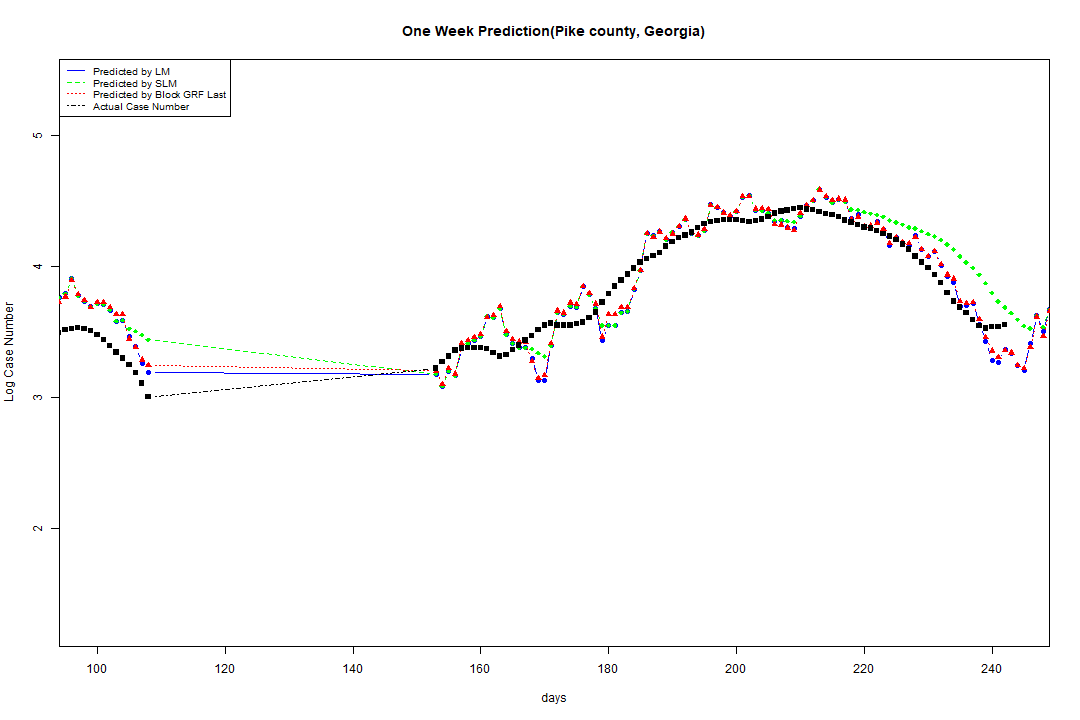 One Week Prediction(Pike county, Georgia)
Predicted by LM
Predicted by SLM
Predicted by Block GRF Last
Actual Case Number
5
4
3
2
Log Case Number
100 120 140 160 180 200 220 240
days